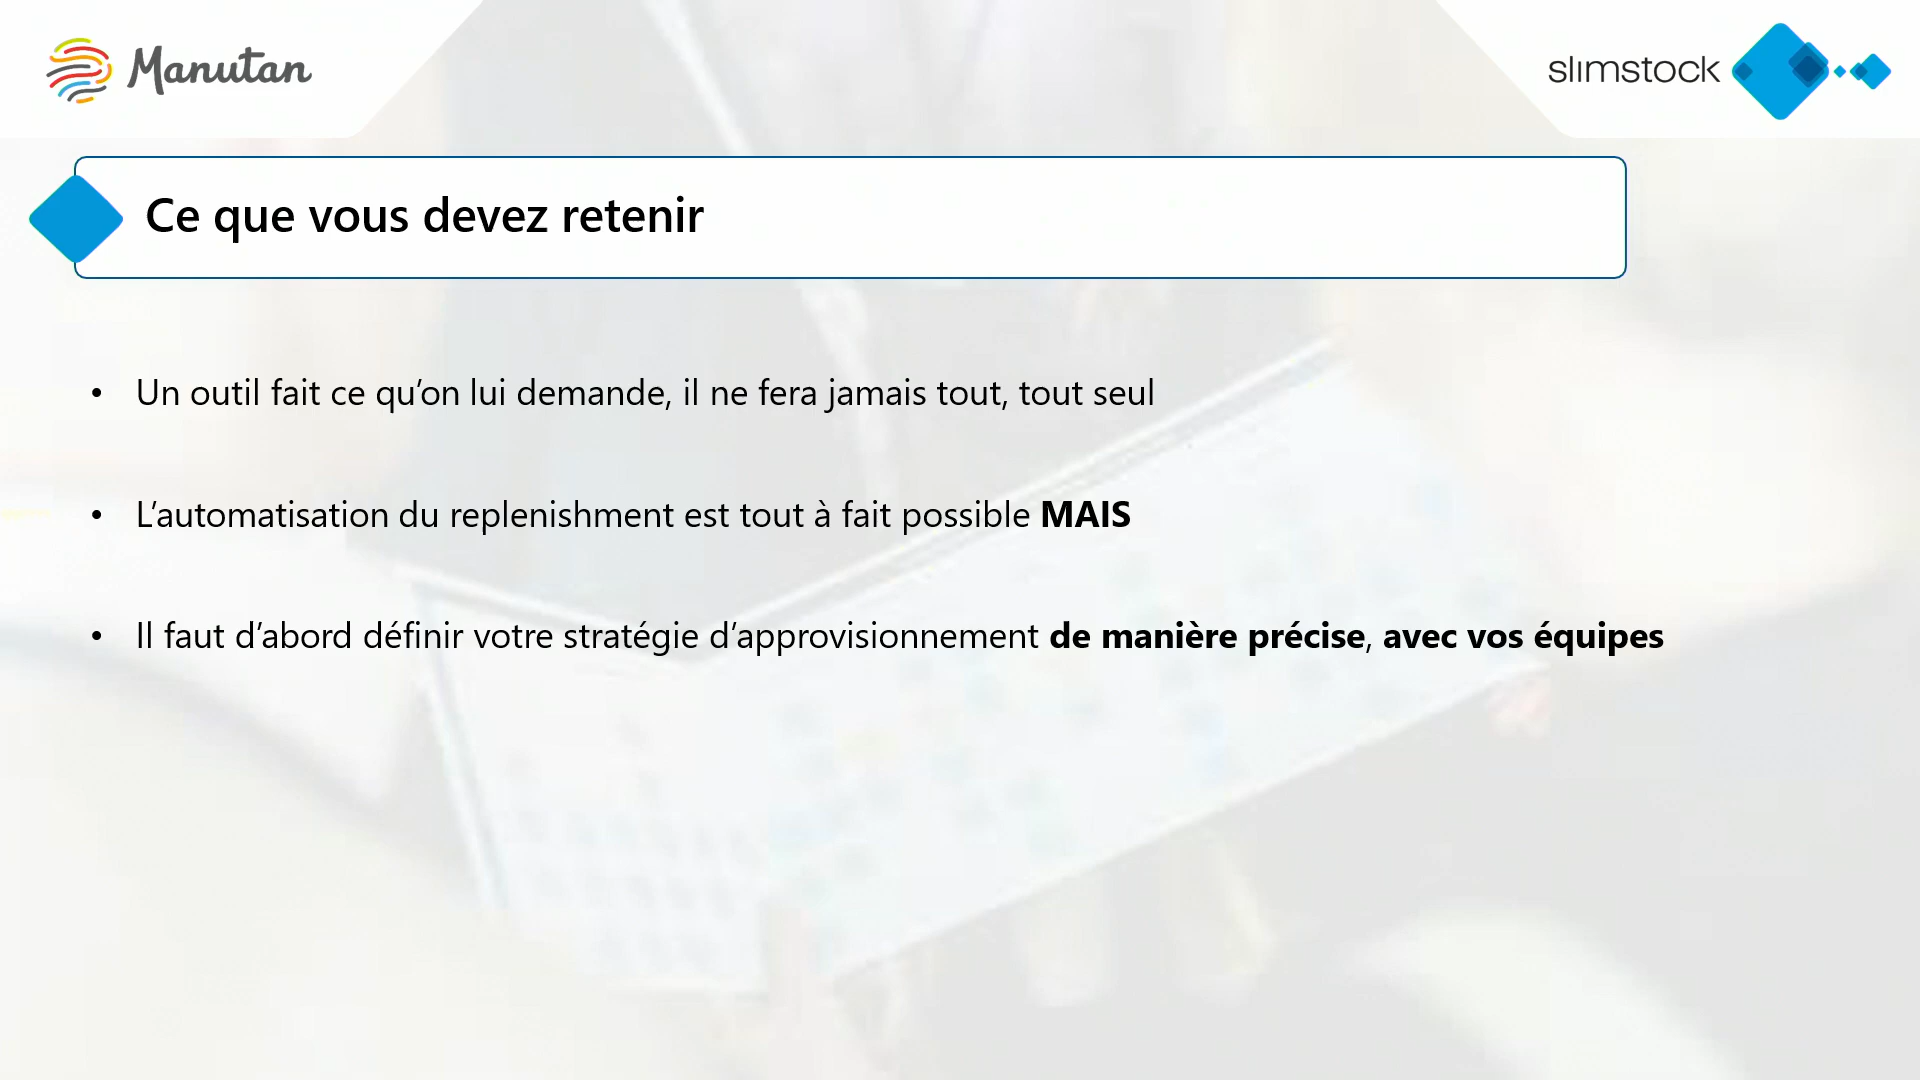 Manutan
slimstock
Ce que vous devez retenir
• Un outil fait ce qu’on lui demande, il ne fera jamais tout, tout seul
• L’automatisation du replenishment est tout à fait possible MAIS
• Il faut d’abord définir votre stratégie d’approvisionnement de manière précise, avec vos équipes